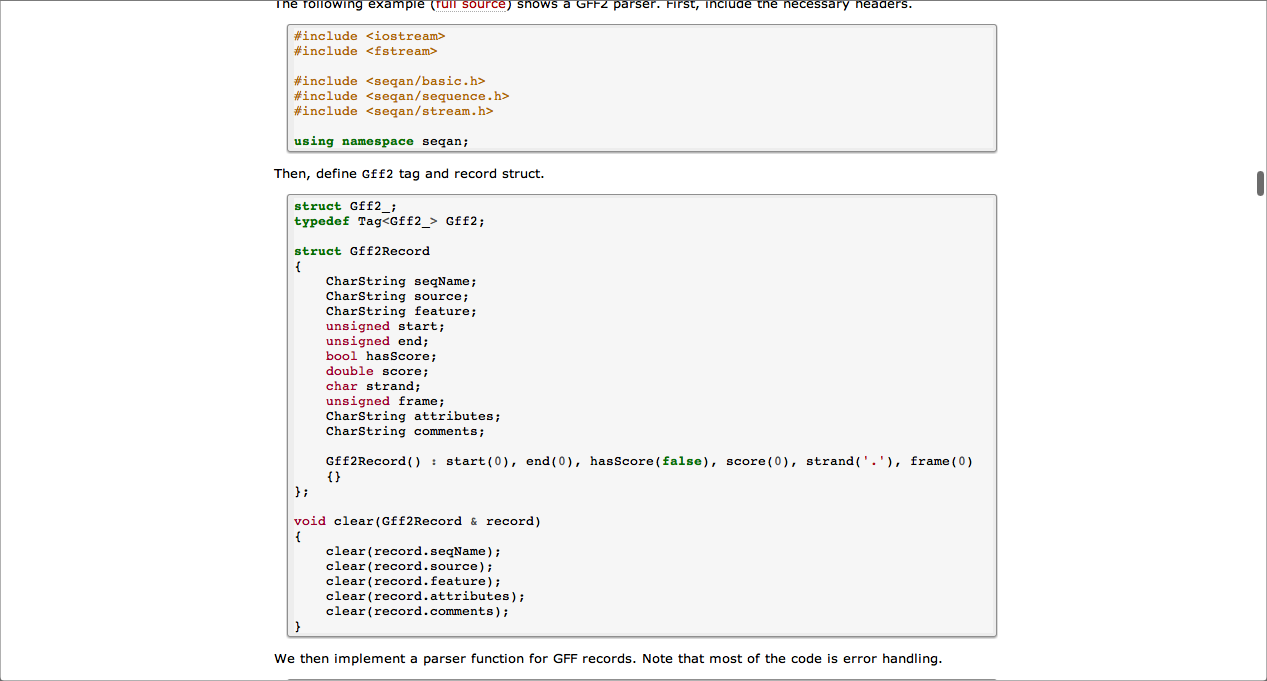 The following example (full source) shows a GFF2 parser. First, include the necessary headers.
#include <iostream>
#include <fstream>

#include <seqan/basic.h>
#include <seqan/sequence.h>
#include <seqan/stream.h>

using namespace seqan;
Then, define Gff2 tag and record struct.
struct Gff2_;
typedef Tag<Gff2_> Gff2;

struct Gff2Record
{
    CharString seqName;
    CharString source;
    CharString feature;
    unsigned start;
    unsigned end;
    bool hasScore;
    double score;
    char strand;
    unsigned frame;
    CharString attributes;
    CharString comments;

    Gff2Record() : start(0), end(0), hasScore(false), score(0), strand('.'), frame(0)
    {}
};

void clear(Gff2Record & record)
{
    clear(record.seqName);
    clear(record.source);
    clear(record.feature);
    clear(record.attributes);
    clear(record.comments);
}
We then implement a parser function for GFF records. Note that most of the code is error handling.